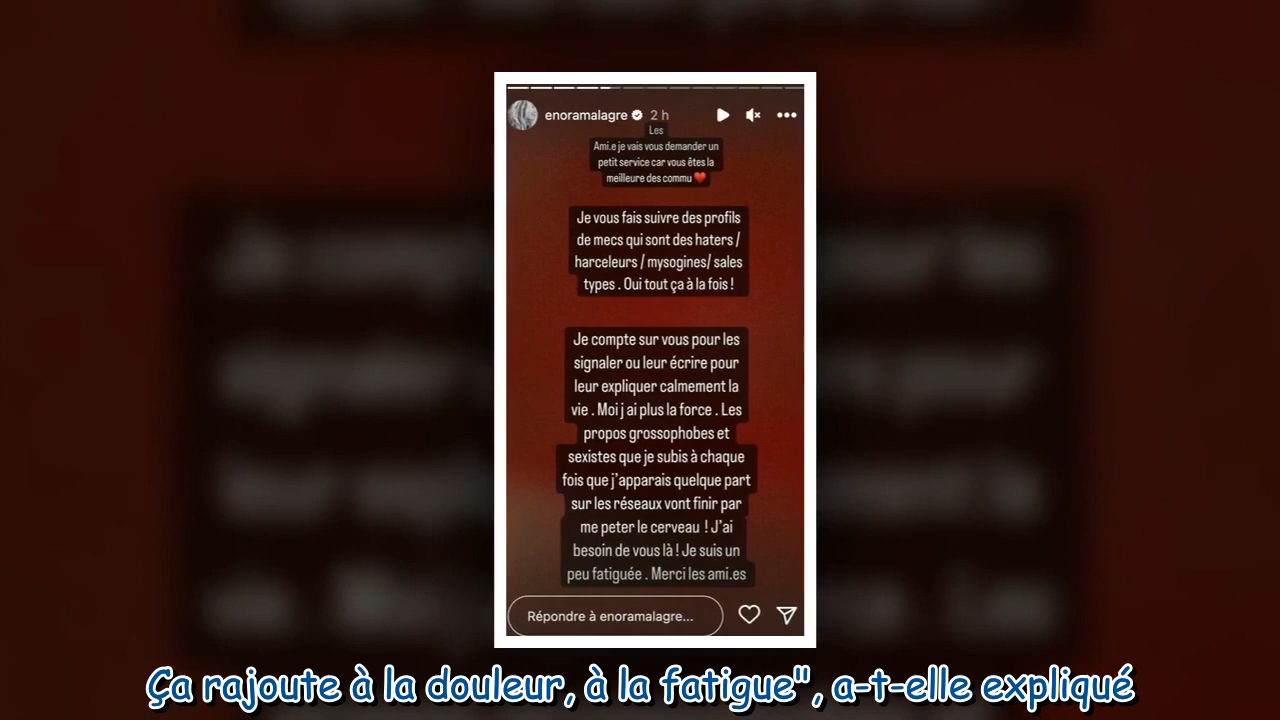 enoramalagre 2 h
Les
Ami.e je vais vous demander un
petit service car vous êtes la
meilleure des commu ❤️
Je vous fais suivre des profils
de mecs qui sont des haters /
harceleurs / mysogines/ sales
types . Oui tout ça à la fois !
Je compte sur vous pour les
signaler ou leur écrire pour
leur expliquer calmement la
vie . Moi j ai plus la force . Les
propos grossophobes et
sexistes que je subis à chaque
fois que j'apparais quelque part
sur les réseaux vont finir par
me peter le cerveau ! J'ai
besoin de vous là ! Je suis un
peu fatiguée . Merci les ami.es
Répondre à enoramalagre...
Ça rajoute à la douleur, à la fatigue", a-t-elle expliqué